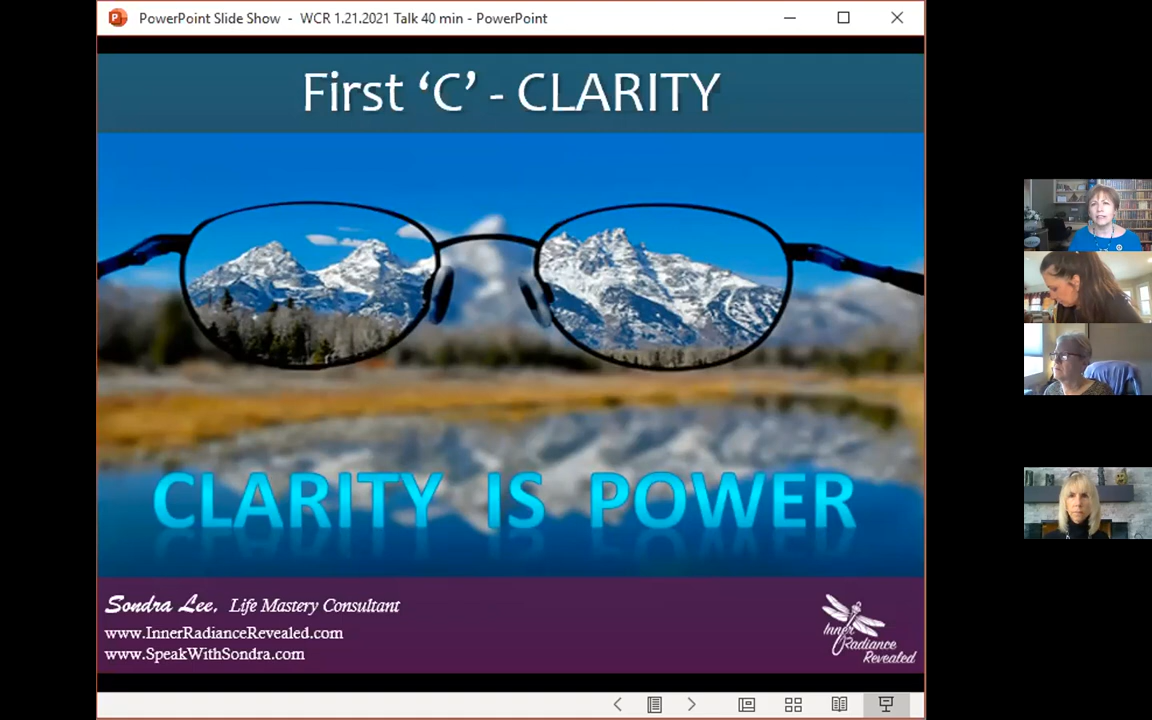 PowerPoint Slide Show - WCR 1.21.2021 Talk 40 min - PowerPoint
First ‘C’ - CLARITY
CLARITY IS POWER
Sondra Lee, Life Mastery Consultant
www.InnerRadianceRevealed.com
www.SpeakWithSondra.com
Inner
Radiance
Revealed